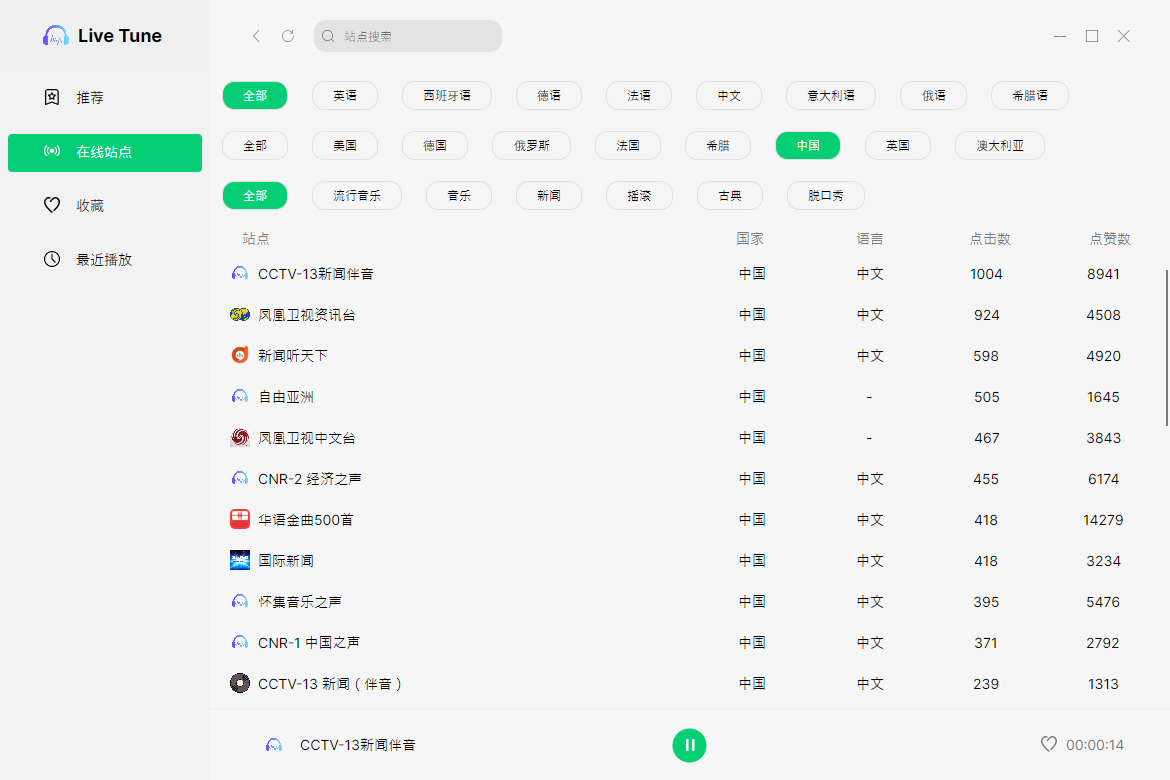 Live Tune
站点搜索
推荐
在线站点
收藏
最近播放
全部 英语 西班牙语 德语 法语 中文 意大利语 俄语 希腊语
全部 美国 德国 俄罗斯 法国 希腊 中国 英国 澳大利亚
全部 流行音乐 音乐 新闻 摇滚 古典 脱口秀
站点 国家 语言 点击数 点赞数
CCTV-13新闻伴音 中国 中文 1004 8941
凤凰卫视资讯台 中国 中文 924 4508
新闻听天下 中国 中文 598 4920
自由亚洲 中国 - 505 1645
凤凰卫视中文台 中国 - 467 3843
CNR-2 经济之声 中国 中文 455 6174
华语金曲500首 中国 中文 418 14279
国际新闻 中国 中文 418 3234
怀集音乐之声 中国 中文 395 5476
CNR-1 中国之声 中国 中文 371 2792
CCTV-13 新闻（伴音） 中国 中文 239 1313
CCTV-13新闻伴音 00:00:14